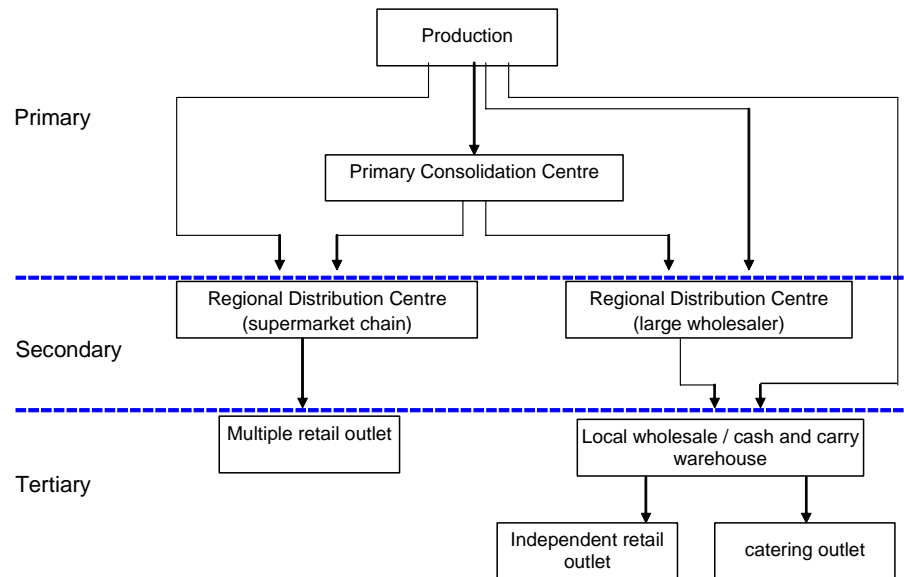 Production
Primary
Primary Consolidation Centre
Regional Distribution Centre
(supermarket chain)
Regional Distribution Centre
(large wholesaler)
Secondary
Multiple retail outlet
Local wholesale / cash and carry
warehouse
Tertiary
Independent retail
outlet
catering outlet